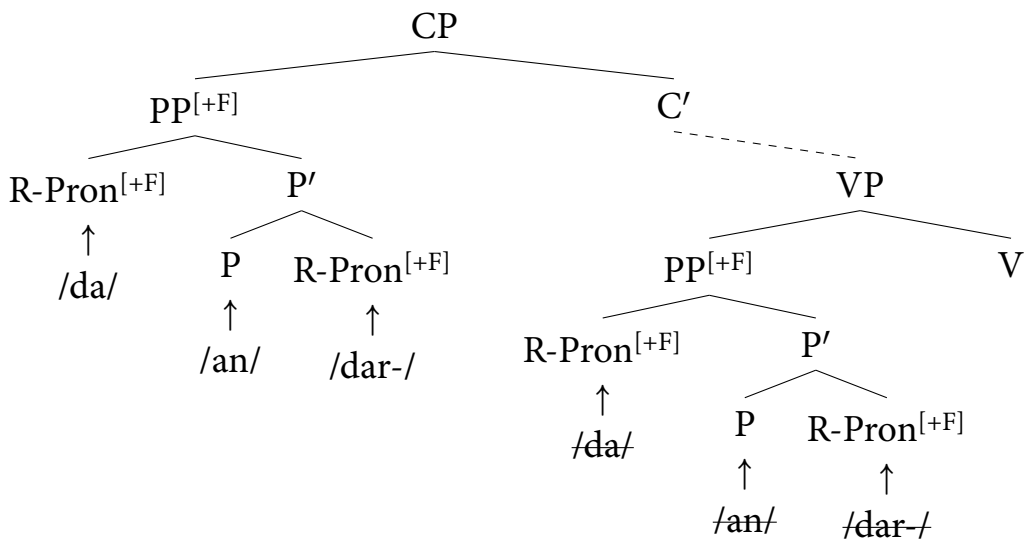 CP
PP[+F] C′
R-Pron[+F] P′ VP
/da/ P R-Pron[+F] PP[+F] V
/an/ /dar-/ R-Pron[+F] P′
/da/ P R-Pron[+F]
/an/ /dar-/